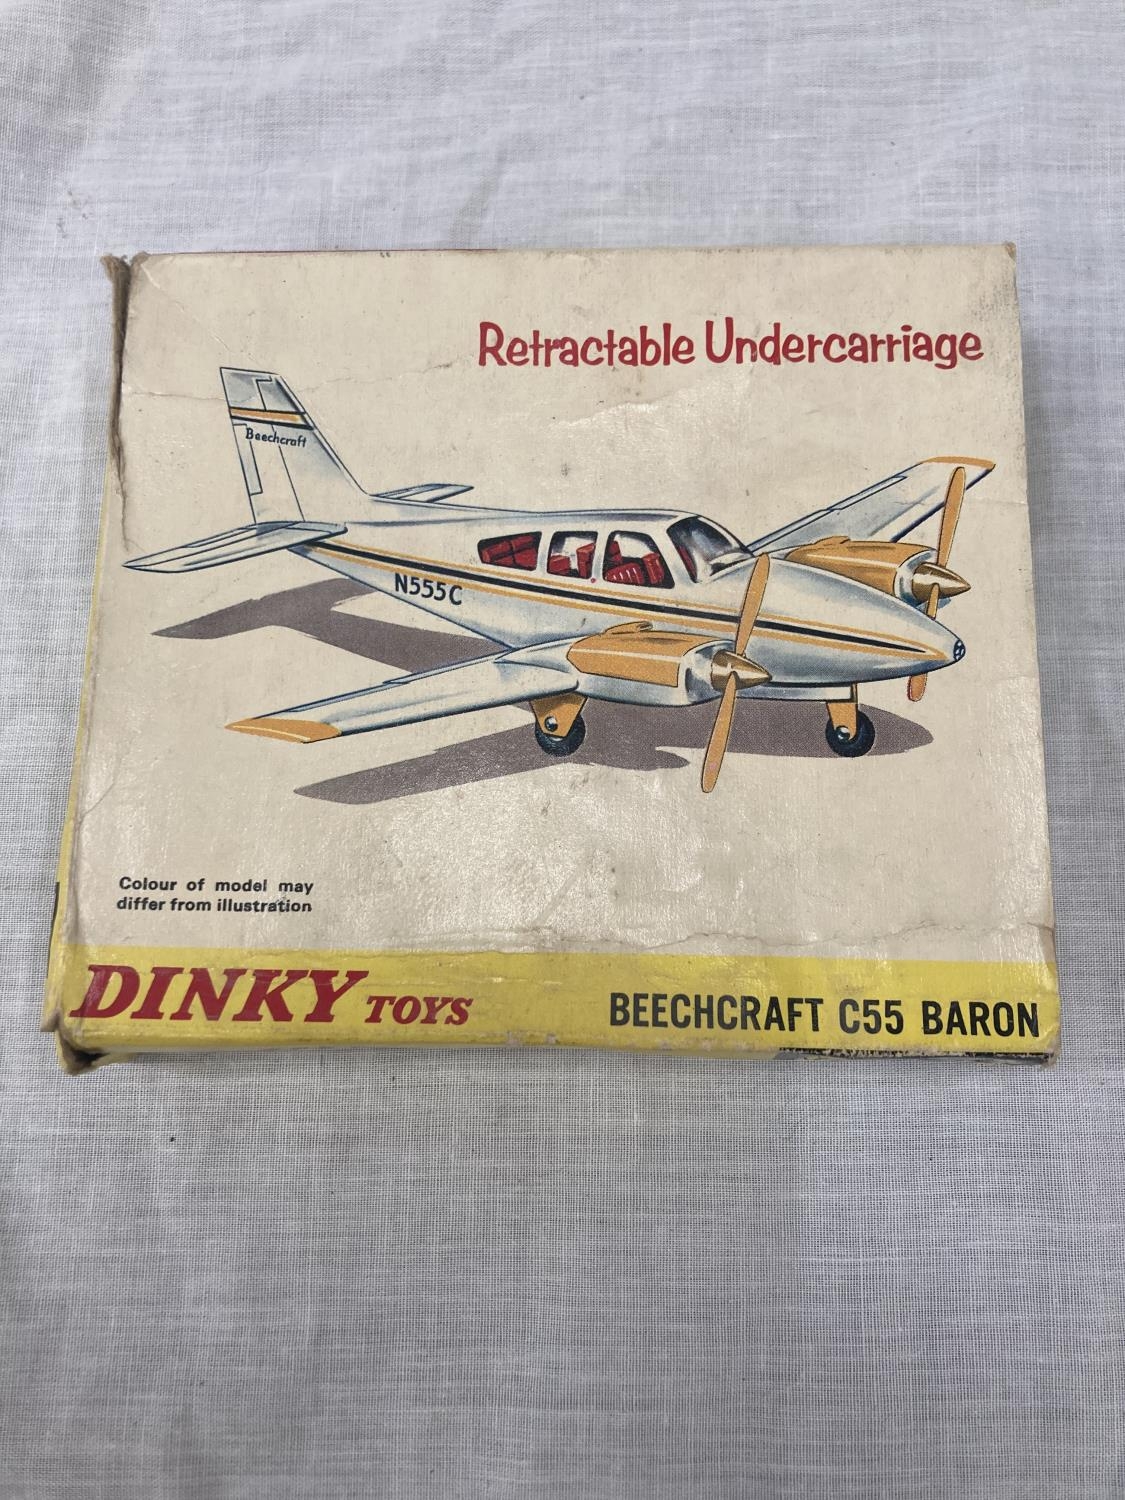 Retractable Undercarriage
Beechcraft
N555C
Colour of model may
differ from illustration
DINKY TOYS
BEECHCRAFT C55 BARON